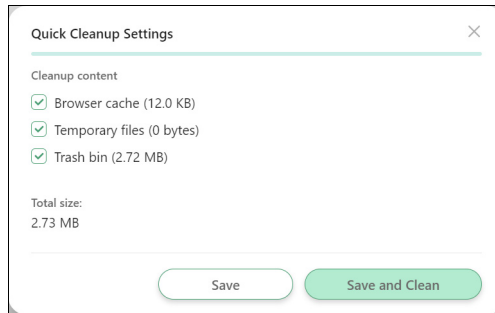 Quick Cleanup Settings
Cleanup content
Browser cache (12.0 KB)
Temporary files (0 bytes)
Trash bin (2.72 MB)
Total size:
2.73 MB
Save
Save and Clean